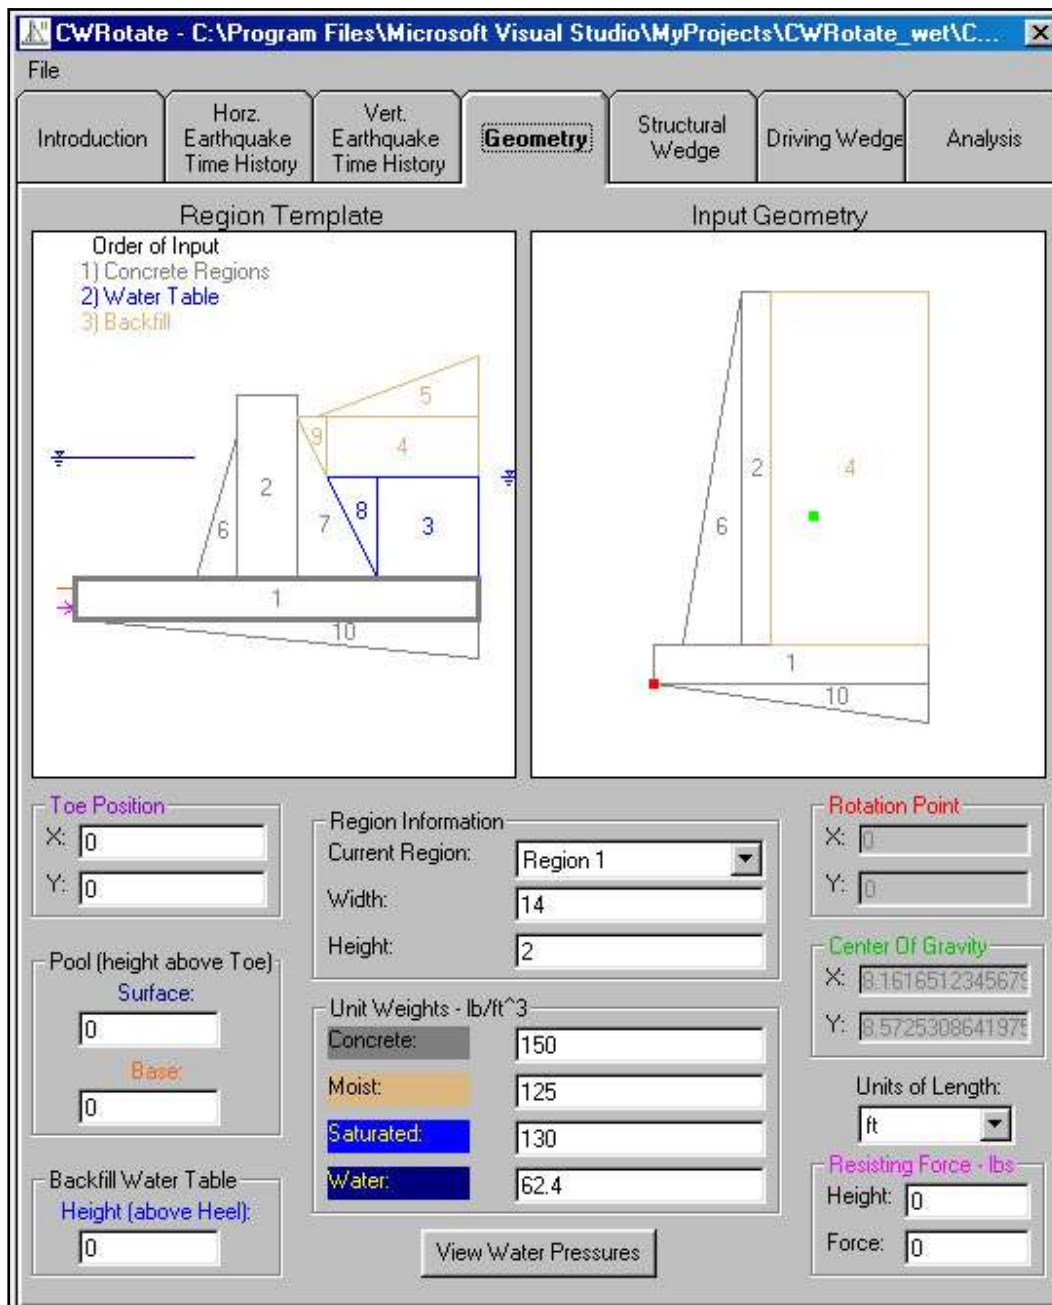 CWRotate - C:\Program Files\Microsoft Visual Studio\MyProjects\CWRotate_wet\C...
File
Introduction
Horz. Earthquake Time History
Vert. Earthquake Time History
Geometry
Structural Wedge
Driving Wedge
Analysis
Region Template
Order of Input
1) Concrete Regions
2) Water Table
3) Backfill
5
9
4
2
8
6
7
3
1
10
Input Geometry
2
4
6
1
10
Toe Position
X: 0
Y: 0
Pool (height above Toe)
Surface:
0
Base:
0
Backfill Water Table
Height (above Heel):
0
Region Information
Current Region: Region 1
Width: 14
Height: 2
Unit Weights - lb/ft^3
Concrete: 150
Moist: 125
Saturated: 130
Water: 62.4
View Water Pressures
Rotation Point
X: 0
Y: 0
Center Of Gravity
X: 8.1616512345679
Y: 8.5725308641975
Units of Length:
ft
Resisting Force - lbs
Height: 0
Force: 0